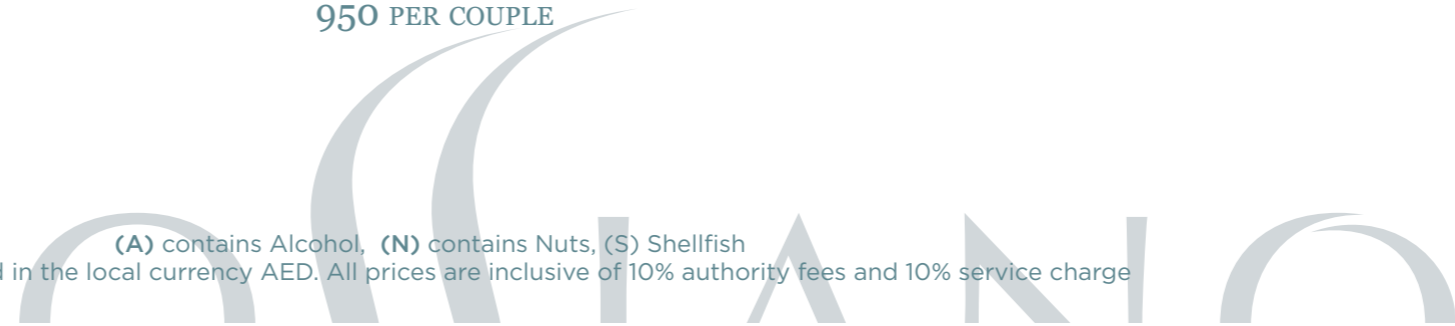 950 PER COUPLE
(A) contains Alcohol, (N) contains Nuts, (S) Shellfish
in the local currency AED. All prices are inclusive of 10% authority fees and 10% service charge